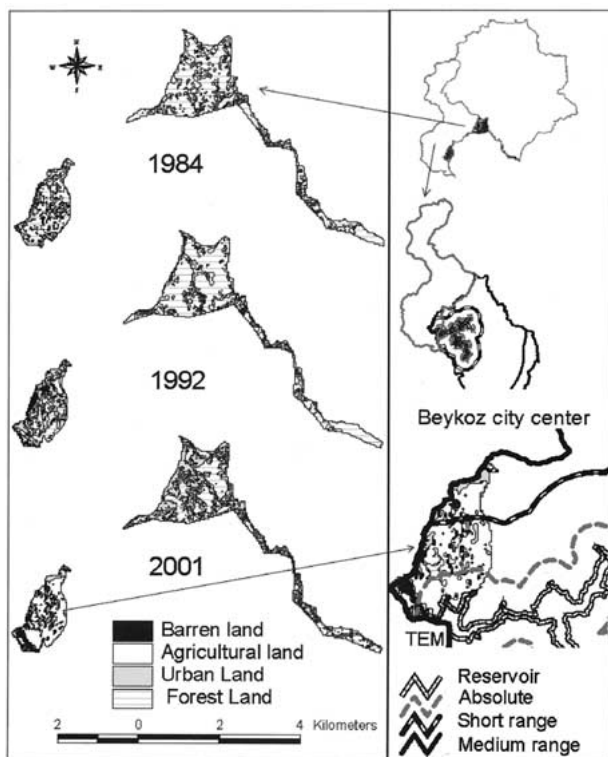 1984
1992
2001
Barren land
Agricultural land
Urban Land
Forest Land
2 0 2 4 Kilometers
Beykoz city center
TEM
Reservoir
Absolute
Short range
Medium range